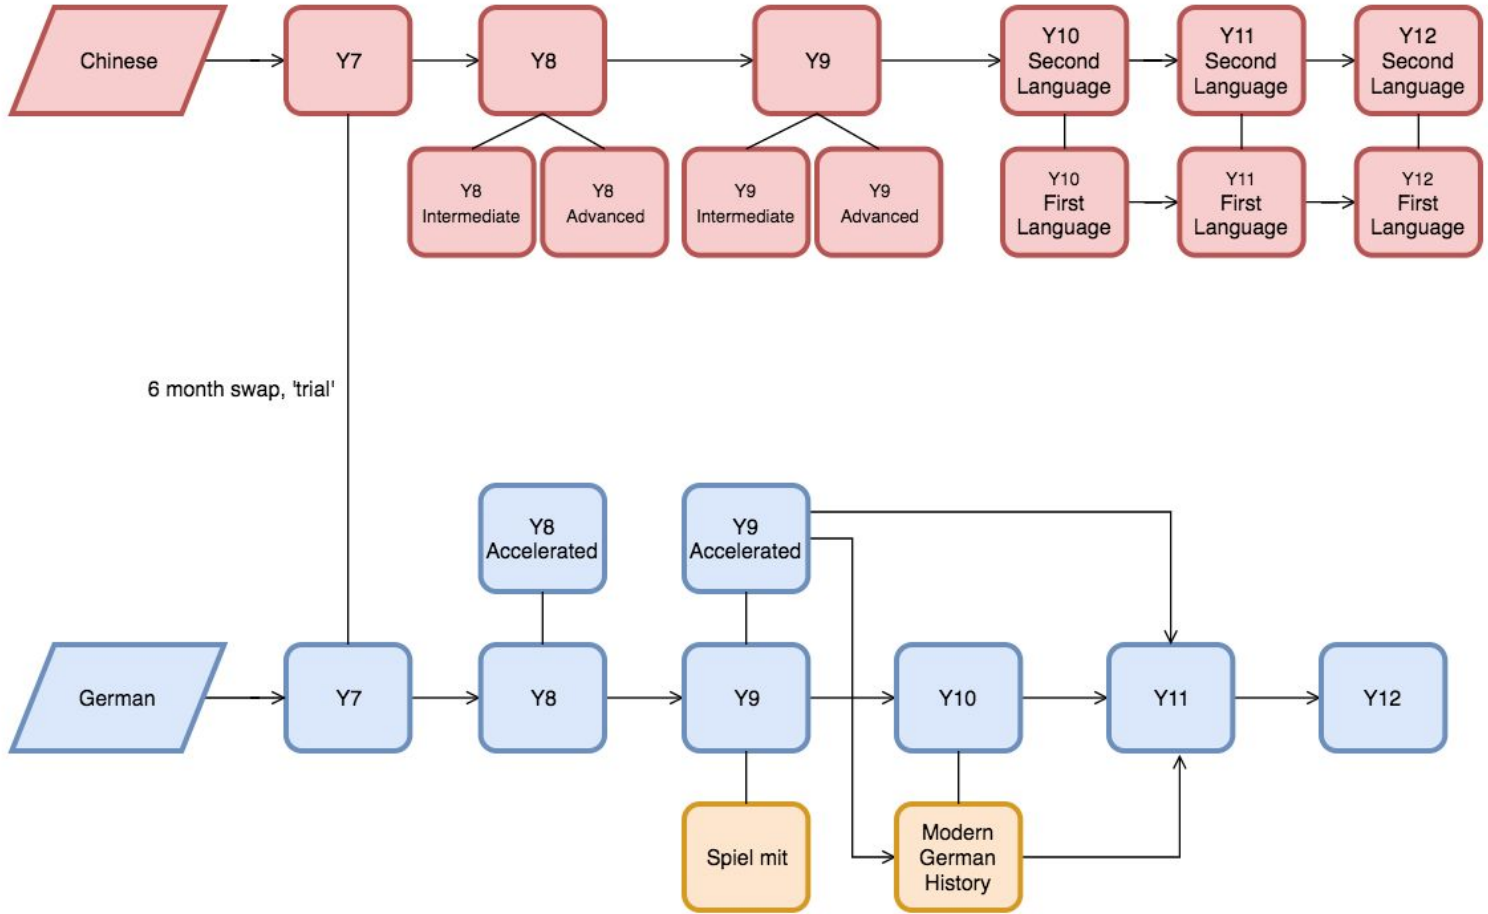 Chinese
Y7
Y8
Y9
Y10
Second
Language
Y11
Second
Language
Y12
Second
Language
Y8
Intermediate
Y8
Advanced
Y9
Intermediate
Y9
Advanced
Y10
First
Language
Y11
First
Language
Y12
First
Language
6 month swap, 'trial'
Y8
Accelerated
Y9
Accelerated
German
Y7
Y8
Y9
Y10
Y11
Y12
Spiel mit
Modern
German
History